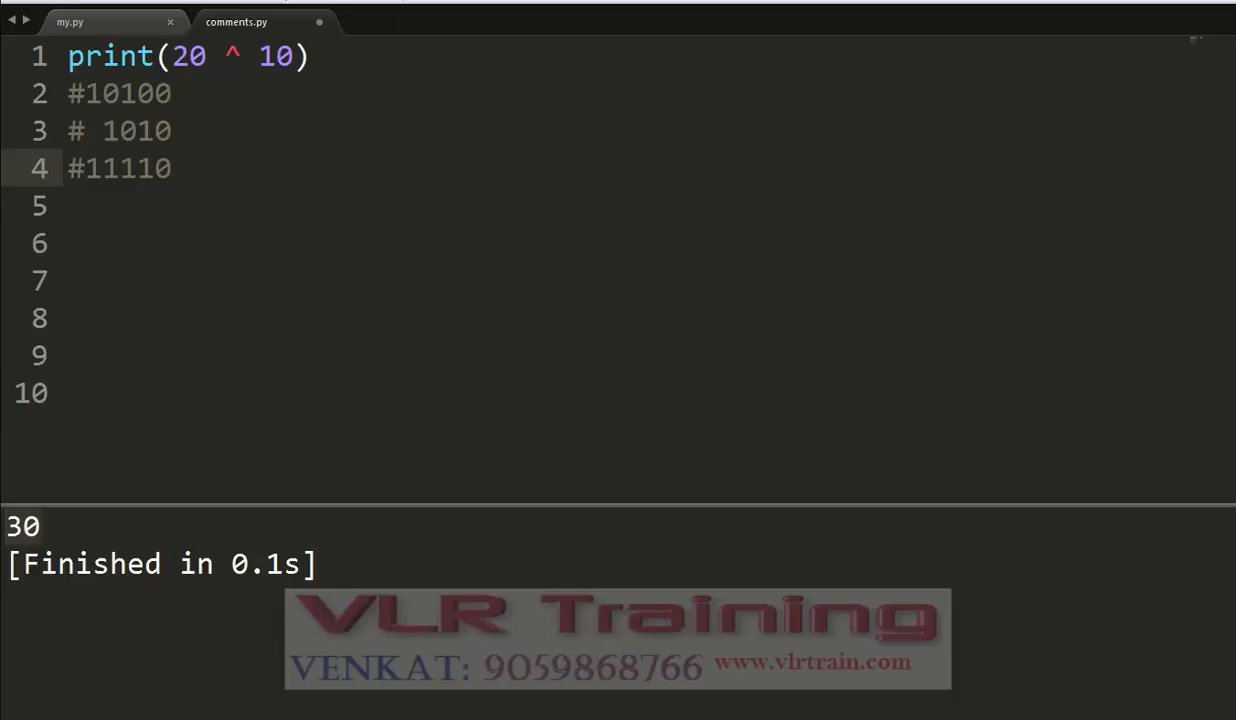 my.py × comments.py
1 print(20 ^ 10)
2 #10100
3 # 1010
4 #11110
5
6
7
8
9
10
30
[Finished in 0.1s]
VLR Training
VENKAT: 9059868766 www.vlrtrain.com